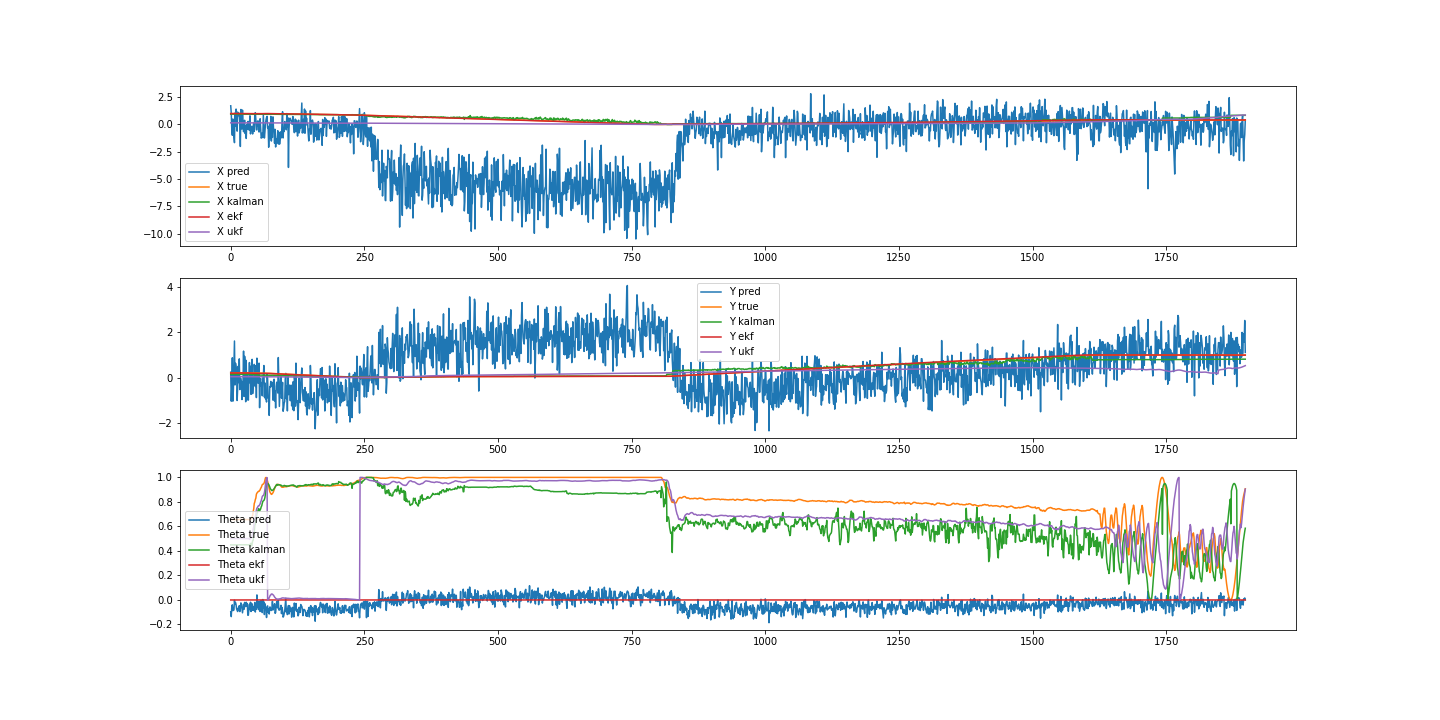 2.5
0.0
−2.5
−5.0
−7.5
−10.0
X pred
X true
X kalman
X ekf
X ukf
0 250 500 750 1000 1250 1500 1750
4
2
0
−2
Y pred
Y true
Y kalman
Y ekf
Y ukf
0 250 500 750 1000 1250 1500 1750
1.0
0.8
0.6
0.4
0.2
0.0
−0.2
Theta pred
Theta true
Theta kalman
Theta ekf
Theta ukf
0 250 500 750 1000 1250 1500 1750